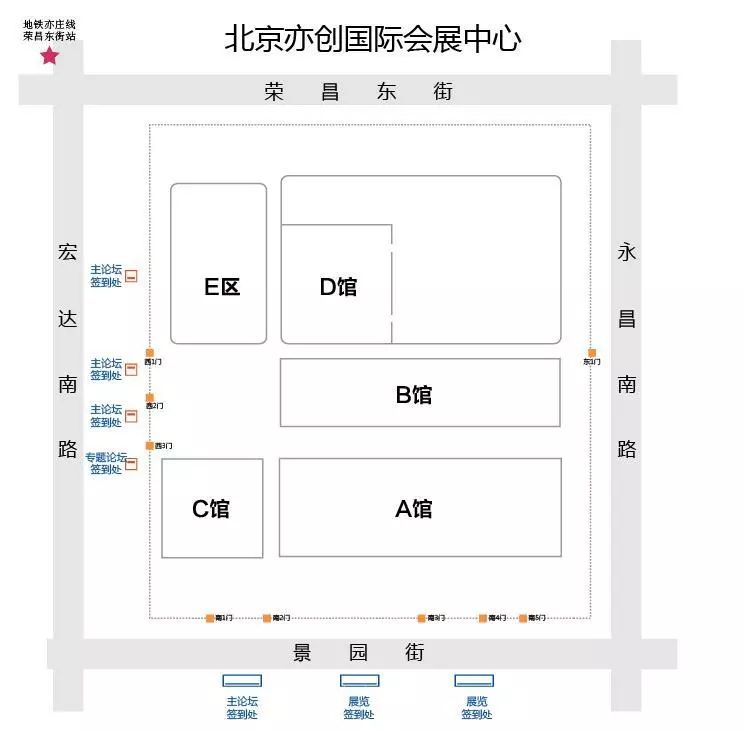 地铁亦庄线
荣昌东街站
北京亦创国际会展中心
荣昌东街
宏达南路
永昌南路
E区
D馆
主论坛
签到处
西1门
东1门
主论坛
签到处
B馆
西2门
主论坛
签到处
西3门
专题论坛
签到处
C馆
A馆
南1门
南2门
南3门
南4门
南5门
景园街
主论坛
签到处
展览
签到处
展览
签到处